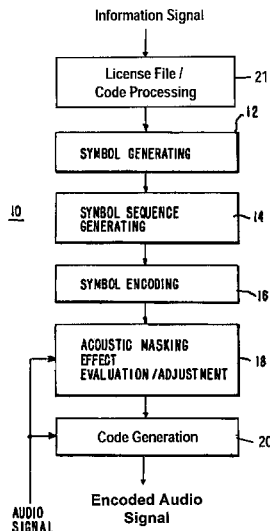 Information Signal
License File /
Code Processing
21
12
SYMBOL GENERATING
10
SYMBOL SEQUENCE
GENERATING
14
SYMBOL ENCODING
16
ACOUSTIC MASKING
EFFECT
EVALUATION/ADJUSTMENT
18
Code Generation
20
AUDIO
SIGNAL
Encoded Audio
Signal